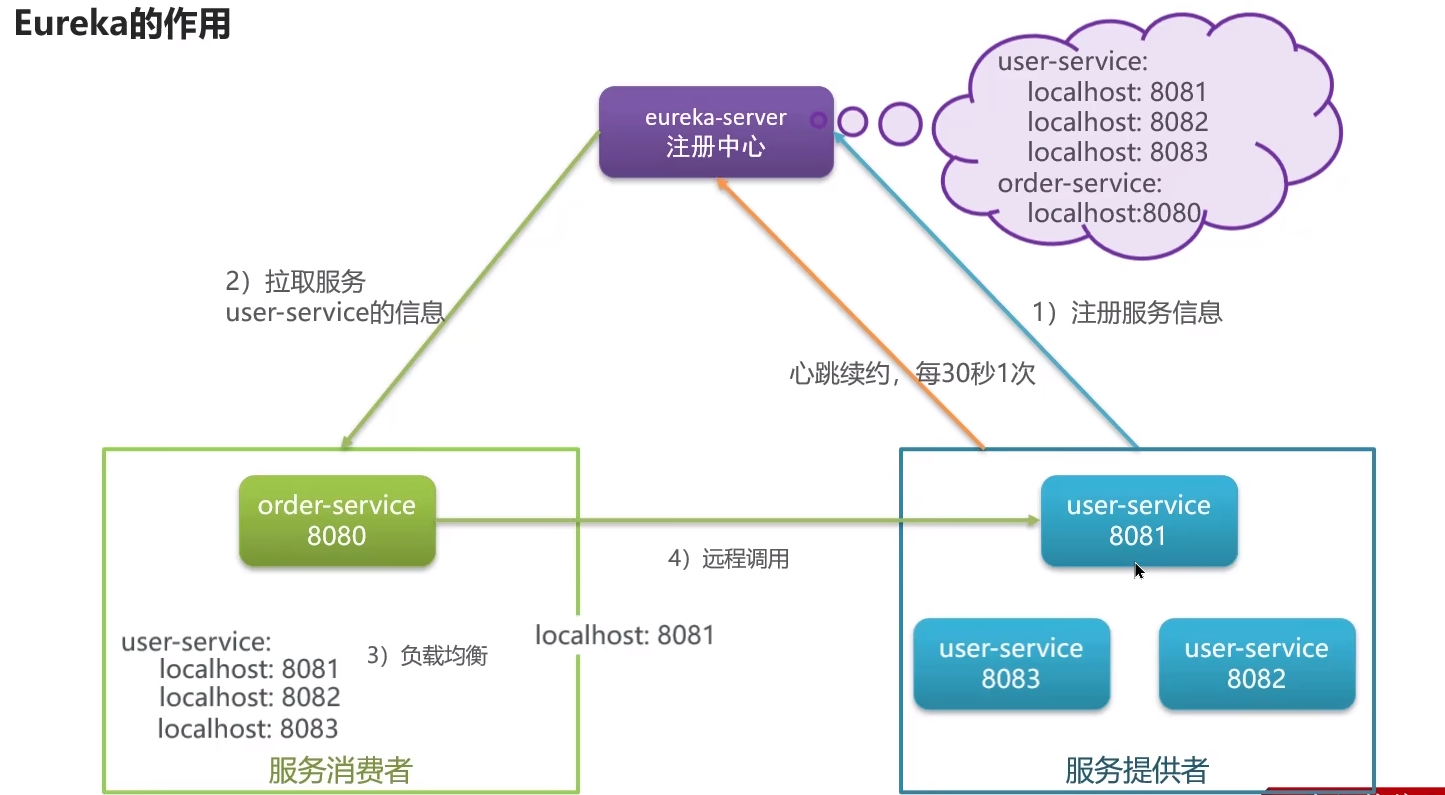 Eureka的作用
eureka-server
注册中心
user-service:
localhost: 8081
localhost: 8082
localhost: 8083
order-service:
localhost:8080
2）拉取服务
user-service的信息
1）注册服务信息
心跳续约，每30秒1次
order-service
8080
user-service
8081
4）远程调用
user-service:
localhost: 8081
localhost: 8082
localhost: 8083
3）负载均衡
localhost: 8081
user-service
8083
user-service
8082
服务消费者
服务提供者